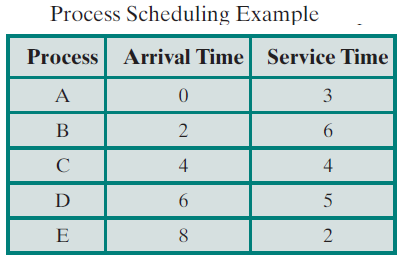 Process Scheduling Example
Process Arrival Time Service Time
A 0 3
B 2 6
C 4 4
D 6 5
E 8 2